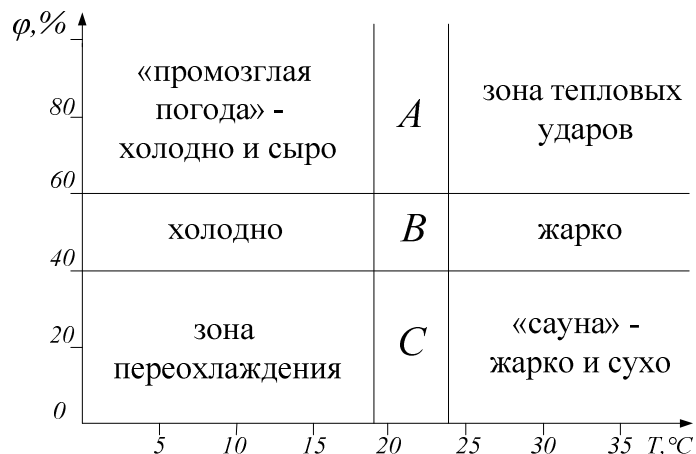 φ,%
«промозглая
погода» -
холодно и сыро
A
зона тепловых
ударов
80
60
холодно
B
жарко
40
зона
переохлаждения
C
«сауна» -
жарко и сухо
20
0
5 10 15 20 25 30 35 T,°C